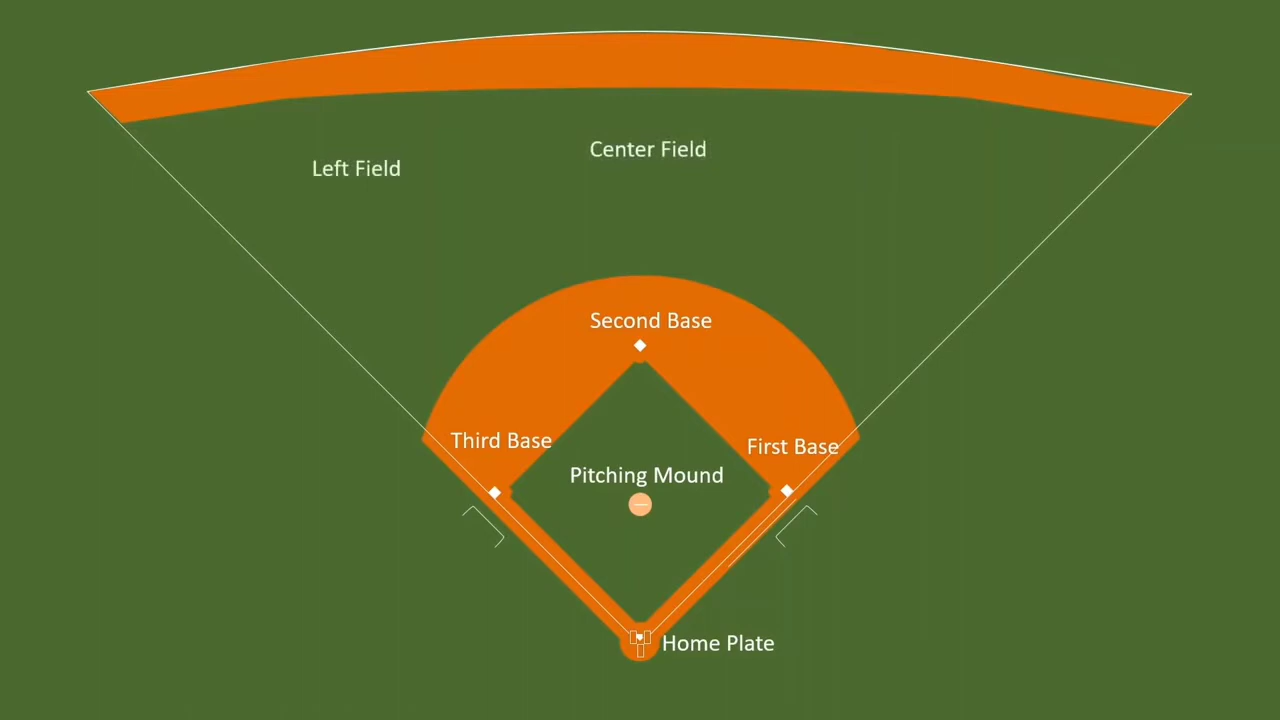 Center Field
Left Field
Second Base
Third Base
First Base
Pitching Mound
Home Plate